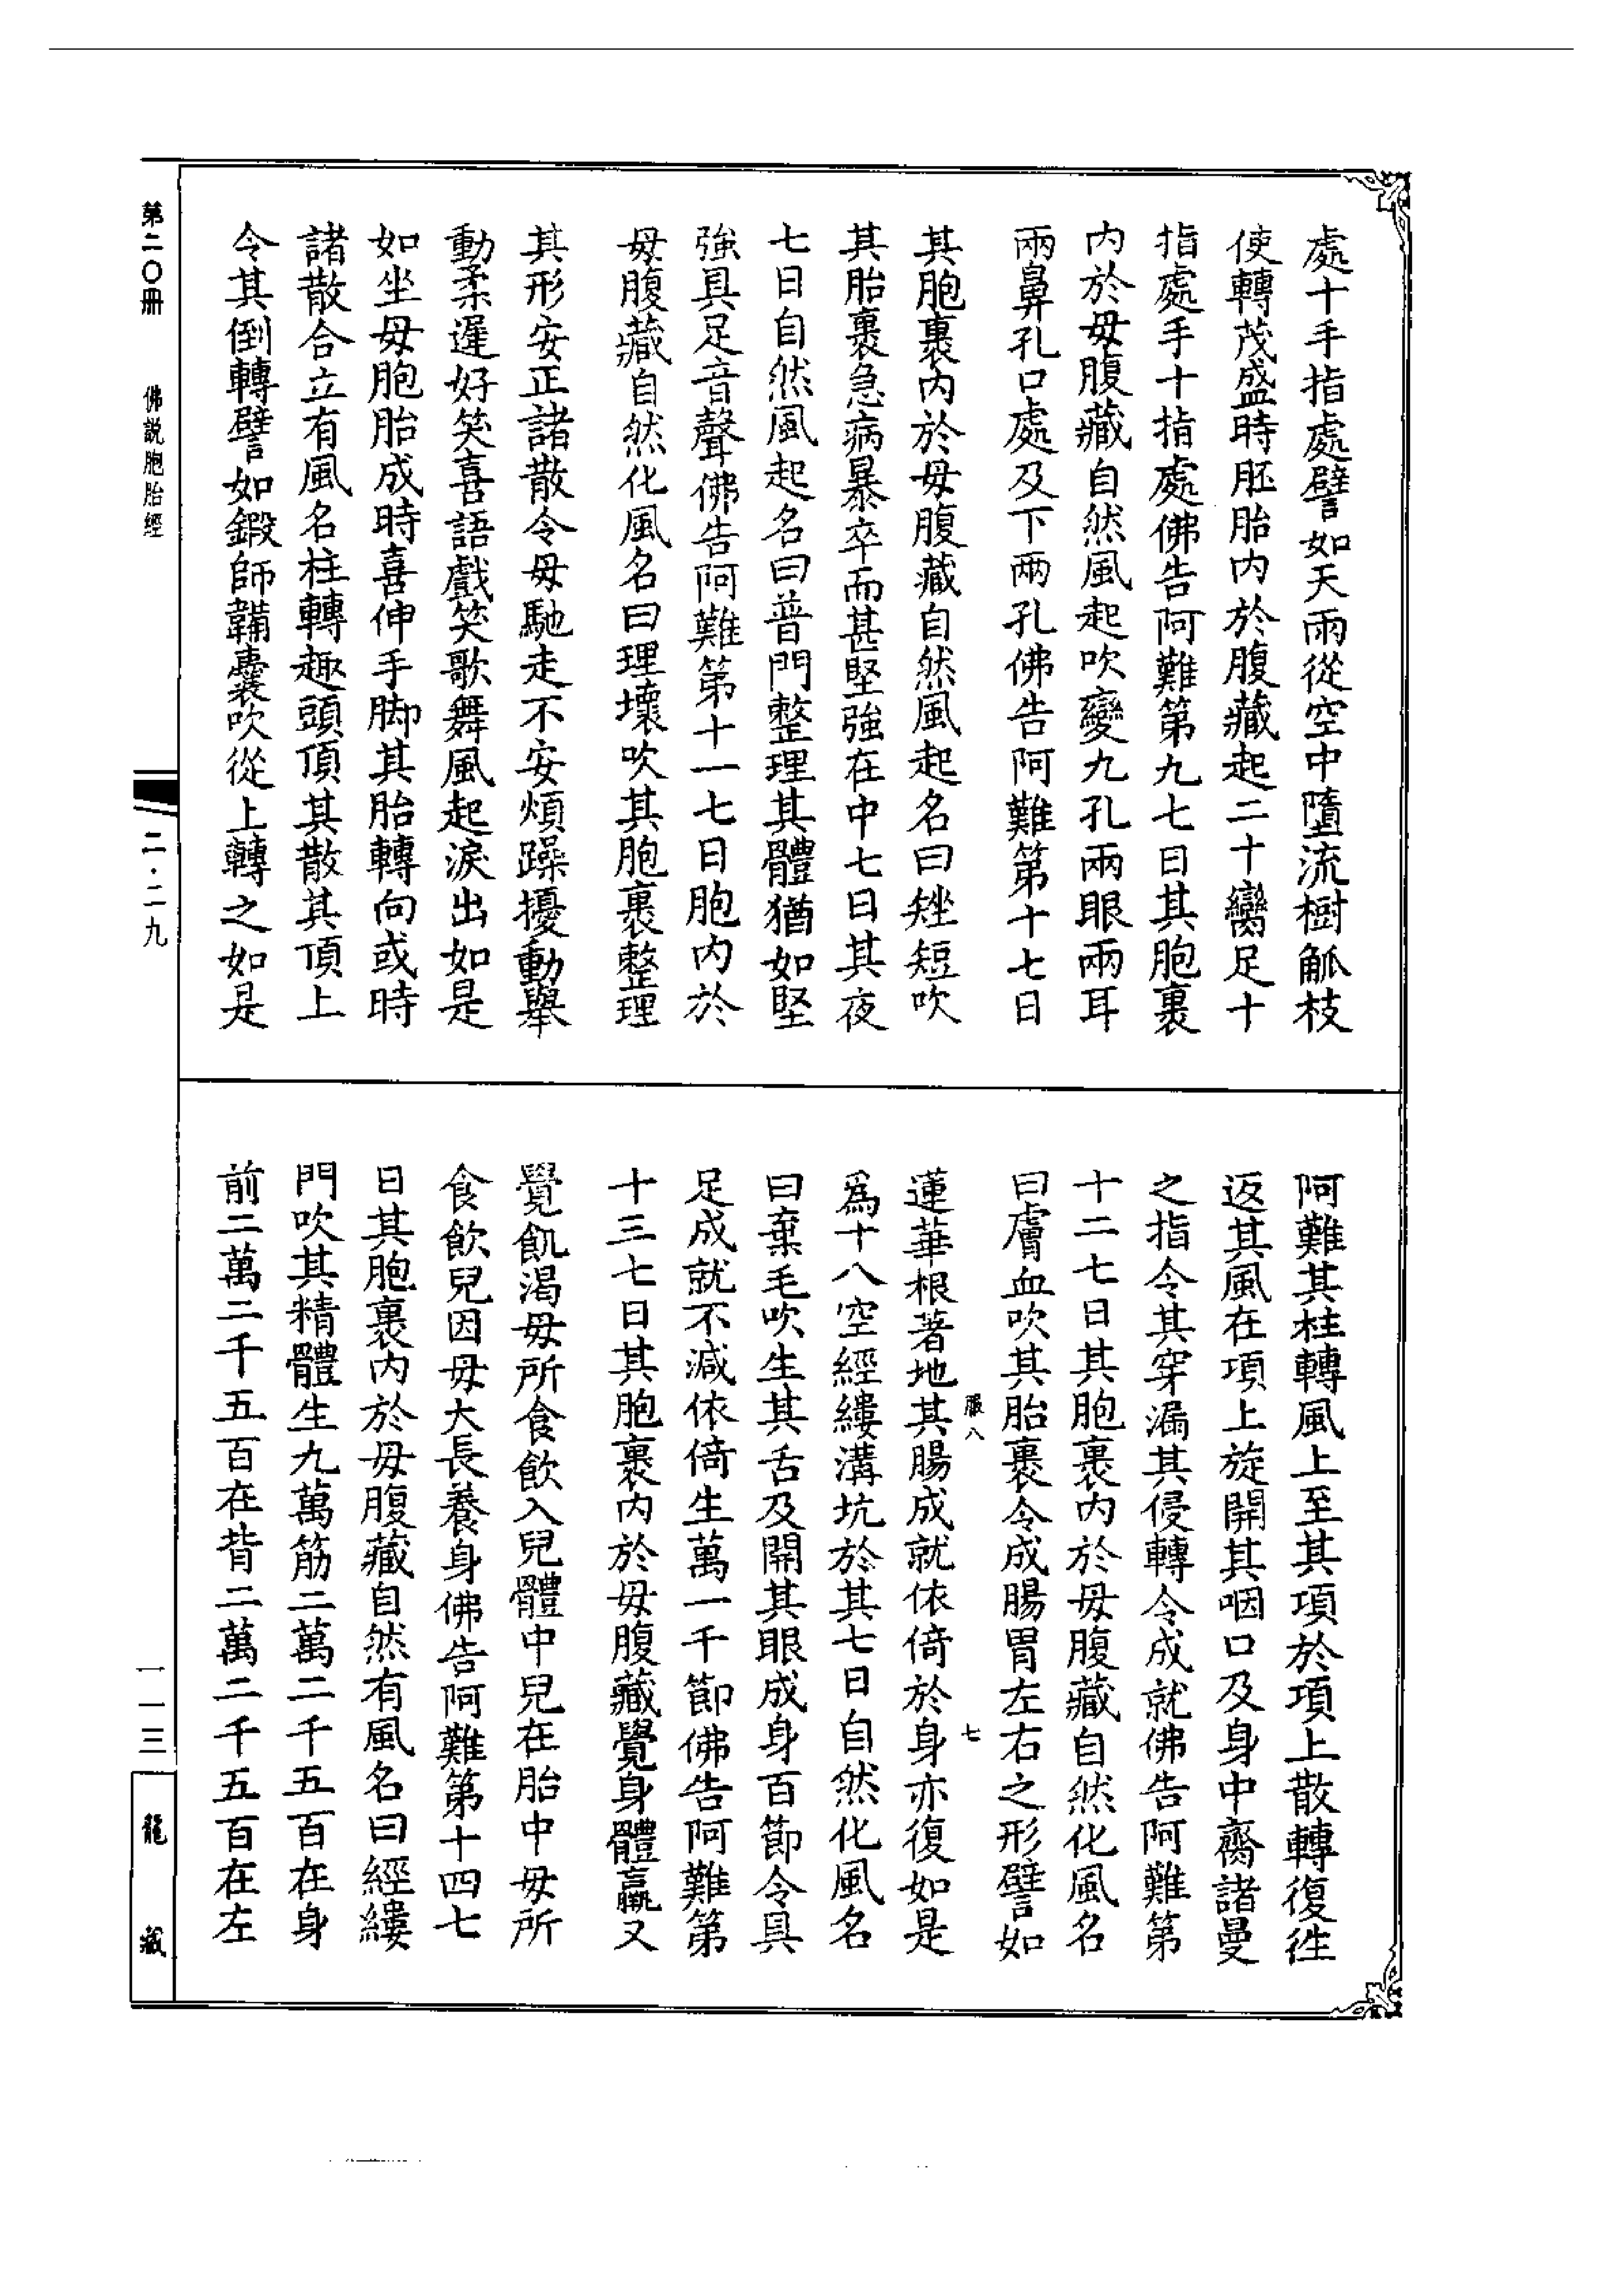 處十手指處譬如天雨從空中墮流樹觚枝
使轉茂盛時胚胎内於腹藏起二十臠足十
指處手十指處佛告阿難第九七日其胞裏
内於母腹藏自然風起吹變九孔兩眼兩耳
兩鼻孔口處及下兩孔佛告阿難第十七日
其胞裏内於母腹藏自然風起名曰矬短吹
其胎裏急病暴卒而甚堅強在中七日其夜
七日自然風起名曰普門整理其體猶如堅
強具足音聲佛告阿難第十一七日胞内於
母腹藏自然化風名曰理壞吹其胞裏整理
其形安正諸散令母馳走不安煩躁擾動舉
動柔遲好笑喜語戲笑歌舞風起淚出如是
如坐母胞胎成時喜伸手脚其胎轉向或時
諸散合立有風名柱轉趣頭頂其散其頂上
令其倒轉譬如鍛師韛囊吹從上轉之如是
阿難其柱轉風上至其項於項上散轉復徃
返其風在項上旋開其咽口及身中齎諸曼
之指令其穿漏其侵轉令成就佛告阿難第
十二七日其胞裏内於母腹藏自然化風名
曰膚血吹其胎裏令成腸胃左右之形譬如
蓮華根著地其腸成就依倚於身亦復如是
服八 七
爲十八空經縷溝坑於其七日自然化風名
曰棄毛吹生其舌及開其眼成身百節令具
足成就不減依倚生萬一千節佛告阿難第
十三七日其胞裏内於母腹藏覺身體羸又
覺飢渴母所食飲入兒體中兒在胎中母所
食飲兒因母大長養身佛告阿難第十四七
日其胞裏内於母腹藏自然有風名曰經縷
門吹其精體生九萬筋二萬二千五百在身
前二萬二千五百在背二萬二千五百在左
第二〇冊 佛説胞胎經
二·二九
一一三
龍藏